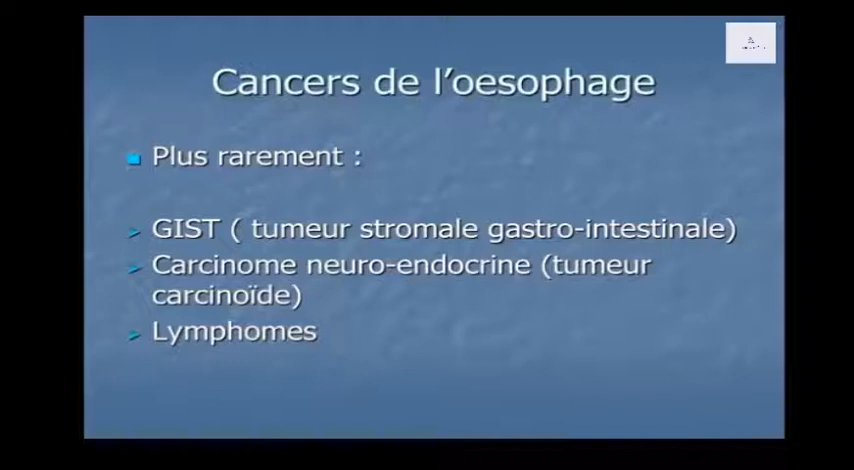 Cancers de l'oesophage
Plus rarement :
GIST ( tumeur stromale gastro-intestinale)
Carcinome neuro-endocrine (tumeur
carcinoïde)
Lymphomes